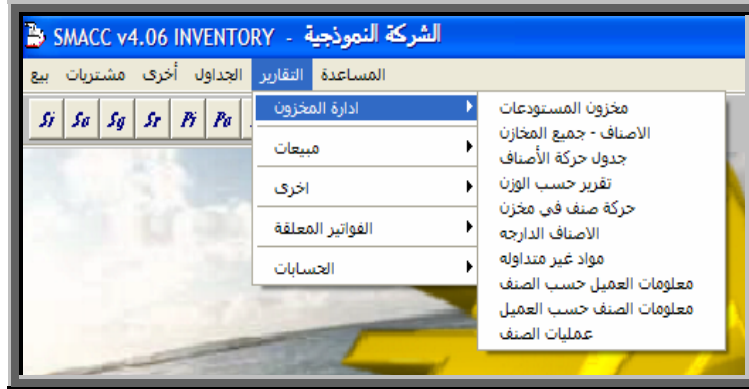 SMACC v4.06 INVENTORY - الشركة النموذجية
بيع مشتريات أخرى الجداول التقارير المساعدة
Si Sa Sg Sr Pi Pa
ادارة المخزون
مبيعات
اخرى
الفواتير المعلقة
الحسابات
مخزون المستودعات
الاصناف - جميع المخازن
جدول حركة الأصناف
تقرير حسب الوزن
حركة صنف في مخزن
الاصناف الدارجه
مواد غير متداوله
معلومات العميل حسب الصنف
معلومات الصنف حسب العميل
عمليات الصنف